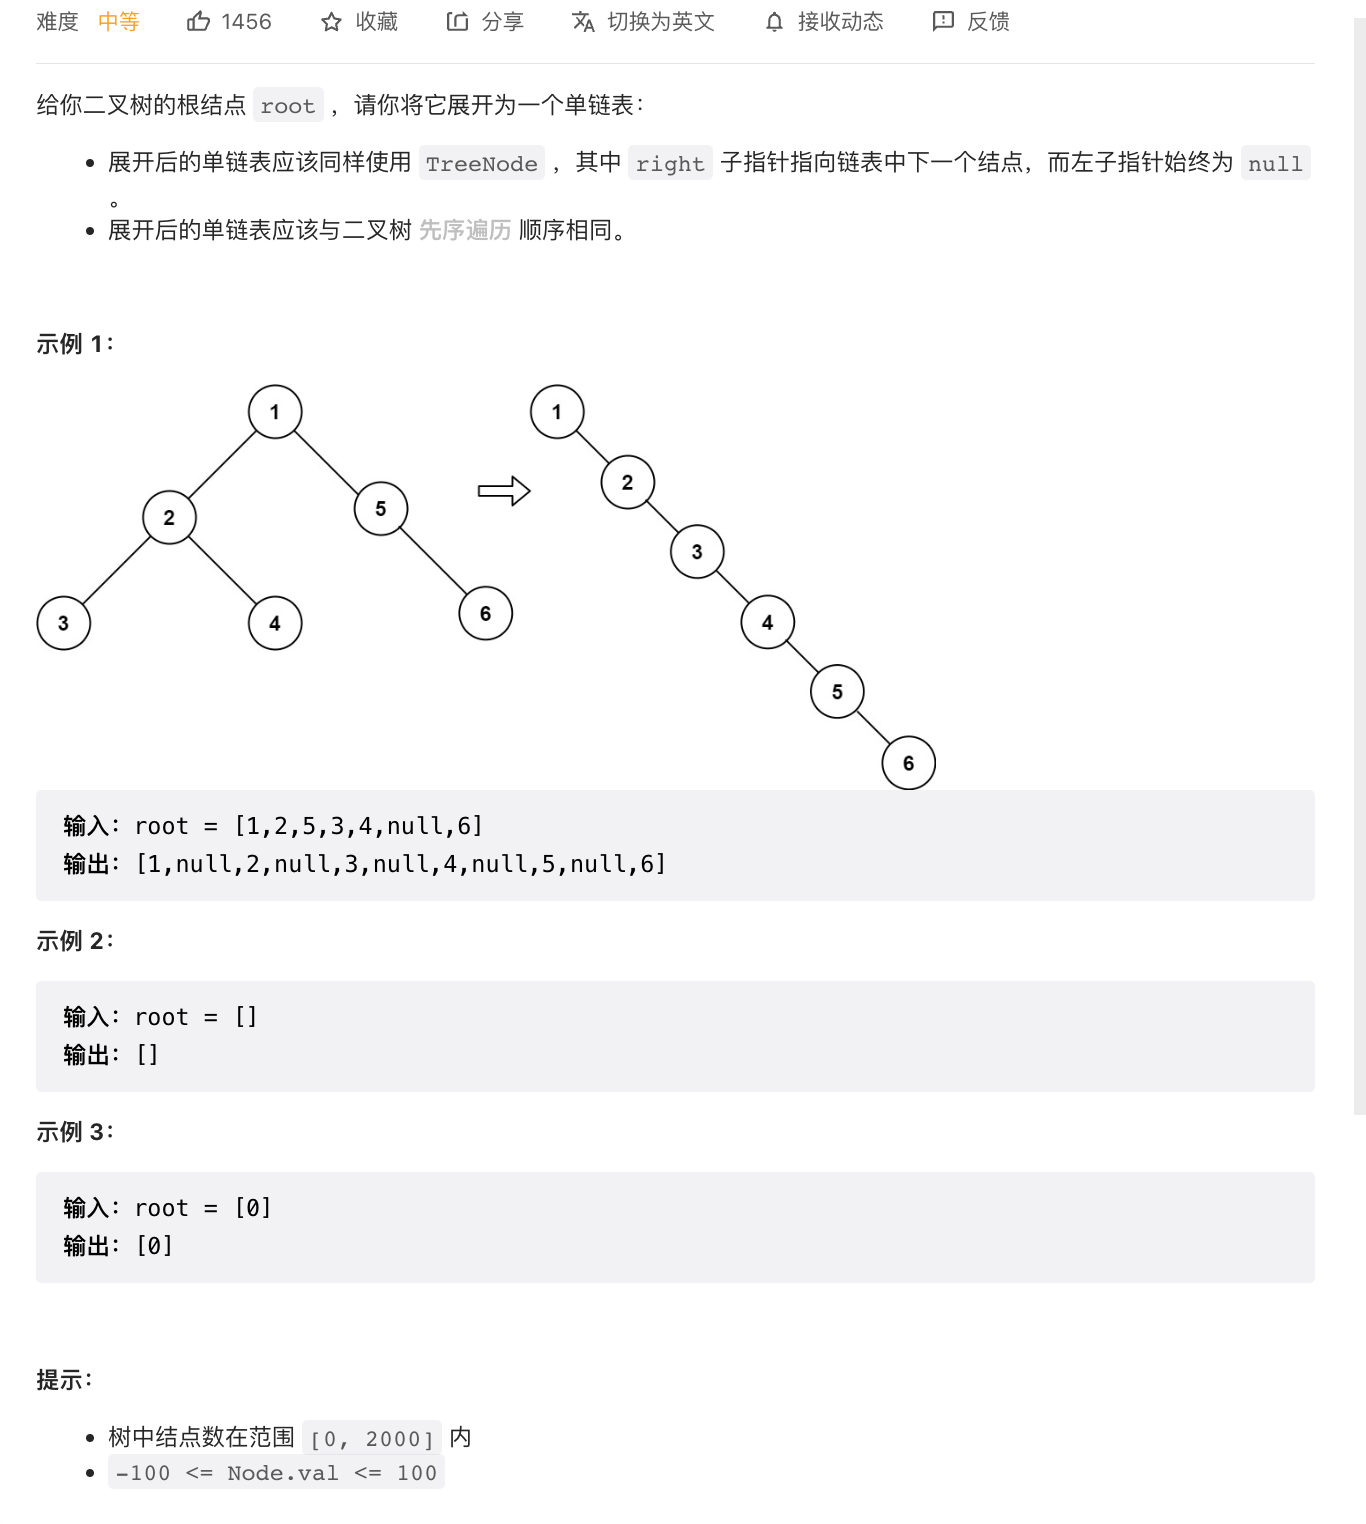 难度 中等 1456 收藏 分享 切换为英文 接收动态 反馈
给你二叉树的根结点 root ，请你将它展开为一个单链表：
展开后的单链表应该同样使用 TreeNode ，其中 right 子指针指向链表中下一个结点，而左子指针始终为 null
。
展开后的单链表应该与二叉树 先序遍历 顺序相同。
示例 1：
1
2
5
3
4
6
1
2
3
4
5
6
输入：root = [1,2,5,3,4,null,6]
输出：[1,null,2,null,3,null,4,null,5,null,6]
示例 2：
输入：root = []
输出：[]
示例 3：
输入：root = [0]
输出：[0]
提示：
树中结点数在范围 [0, 2000] 内
-100 <= Node.val <= 100